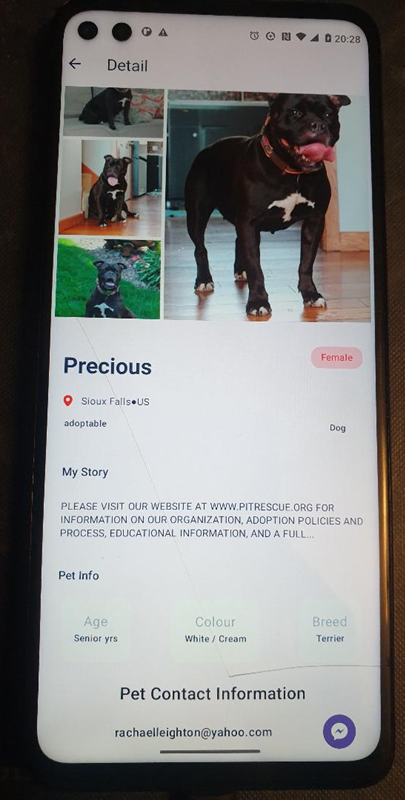 20:28
Detail
Precious
Female
Sioux Falls●US
adoptable
Dog
My Story
PLEASE VISIT OUR WEBSITE AT WWW.PITRESCUE.ORG FOR
INFORMATION ON OUR ORGANIZATION, ADOPTION POLICIES AND
PROCESS, EDUCATIONAL INFORMATION, AND A FULL...
Pet Info
Age
Colour
Breed
Senior yrs
White / Cream
Terrier
Pet Contact Information
rachaelleighton@yahoo.com